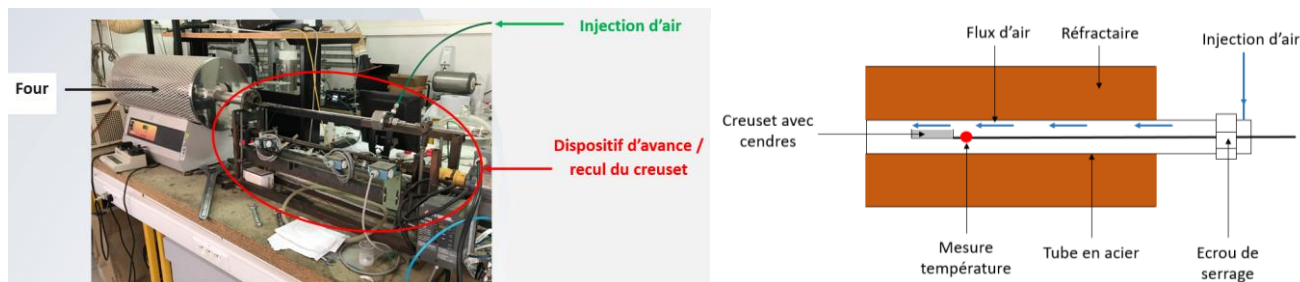 Injection d'air
Four
Dispositif d'avance /
recul du creuset
Flux d'air
Réfractaire
Injection d'air
Creuset avec
cendres
Mesure
température
Tube en acier
Ecrou de
serrage